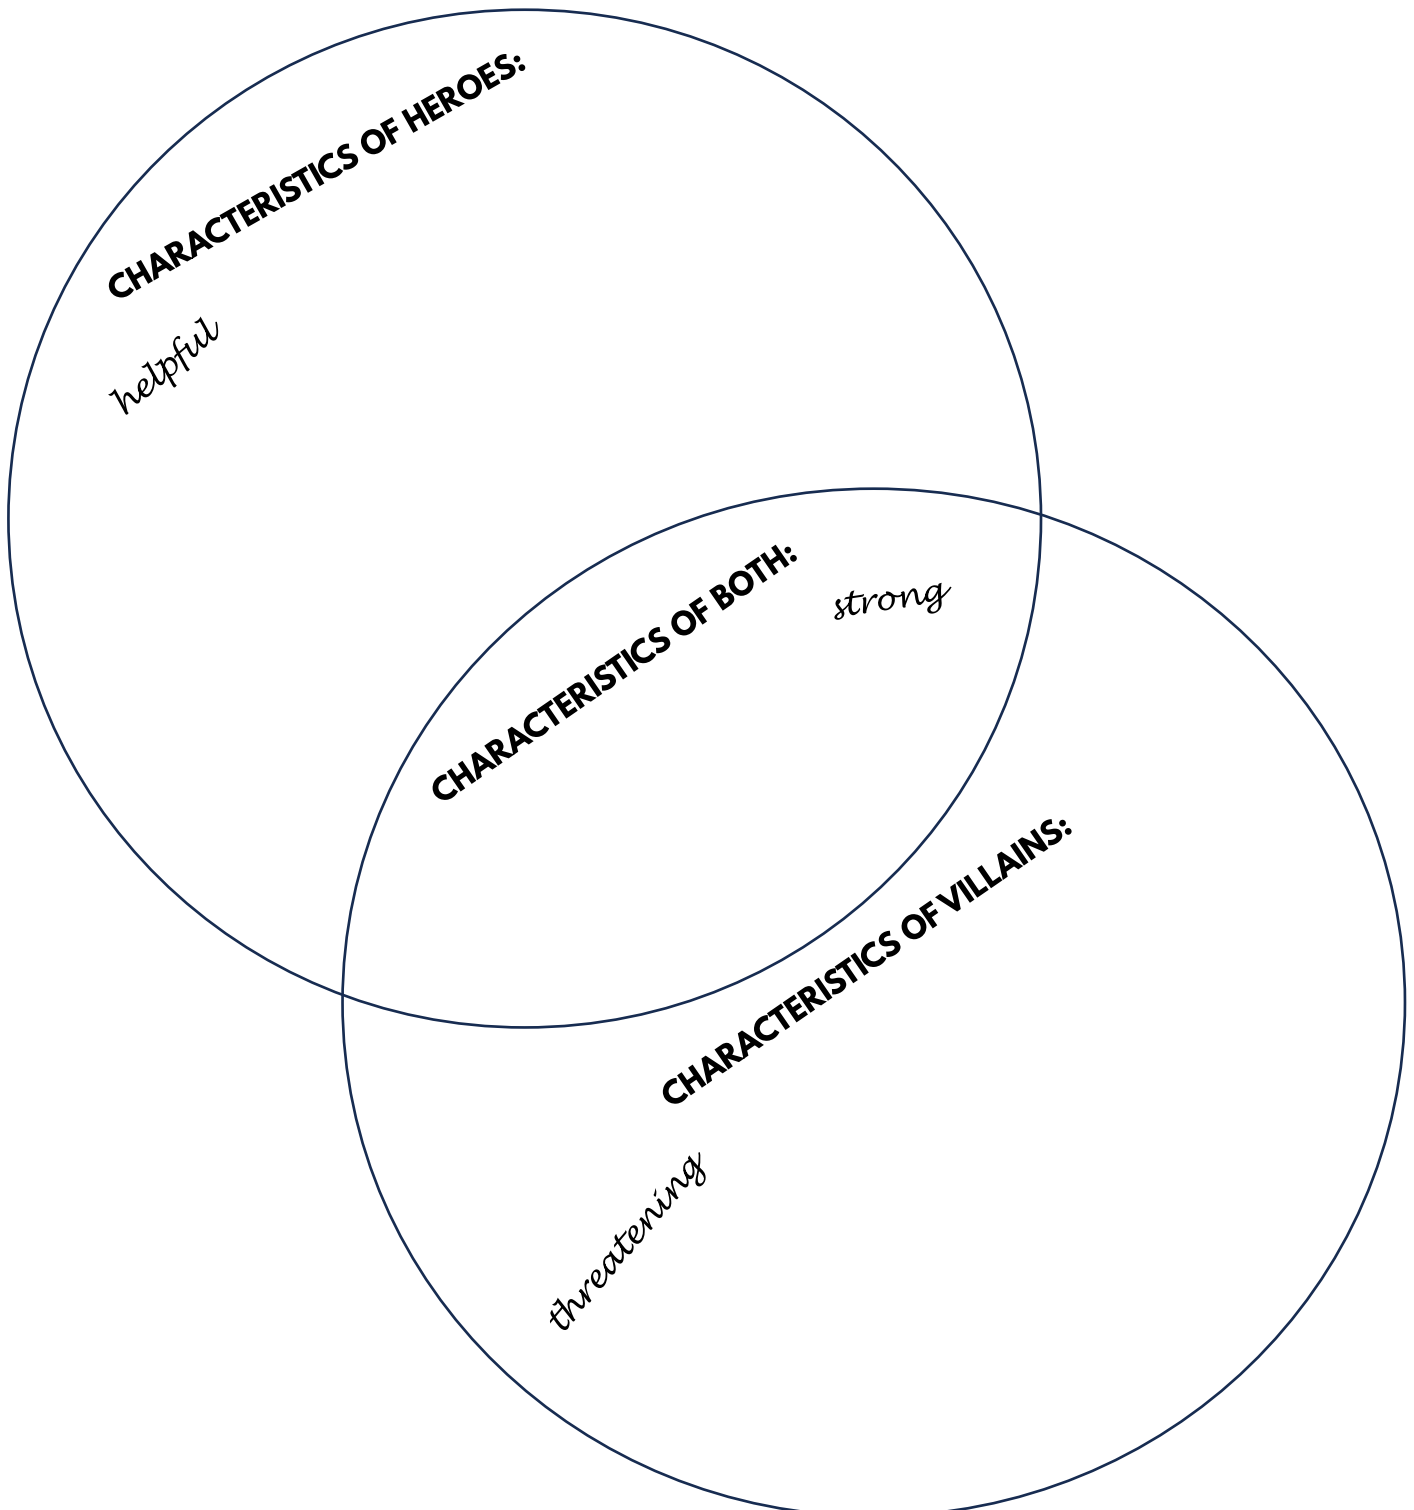 CHARACTERISTICS OF HEROES:
helpful
CHARACTERISTICS OF BOTH:
strong
CHARACTERISTICS OF VILLAINS:
threatening